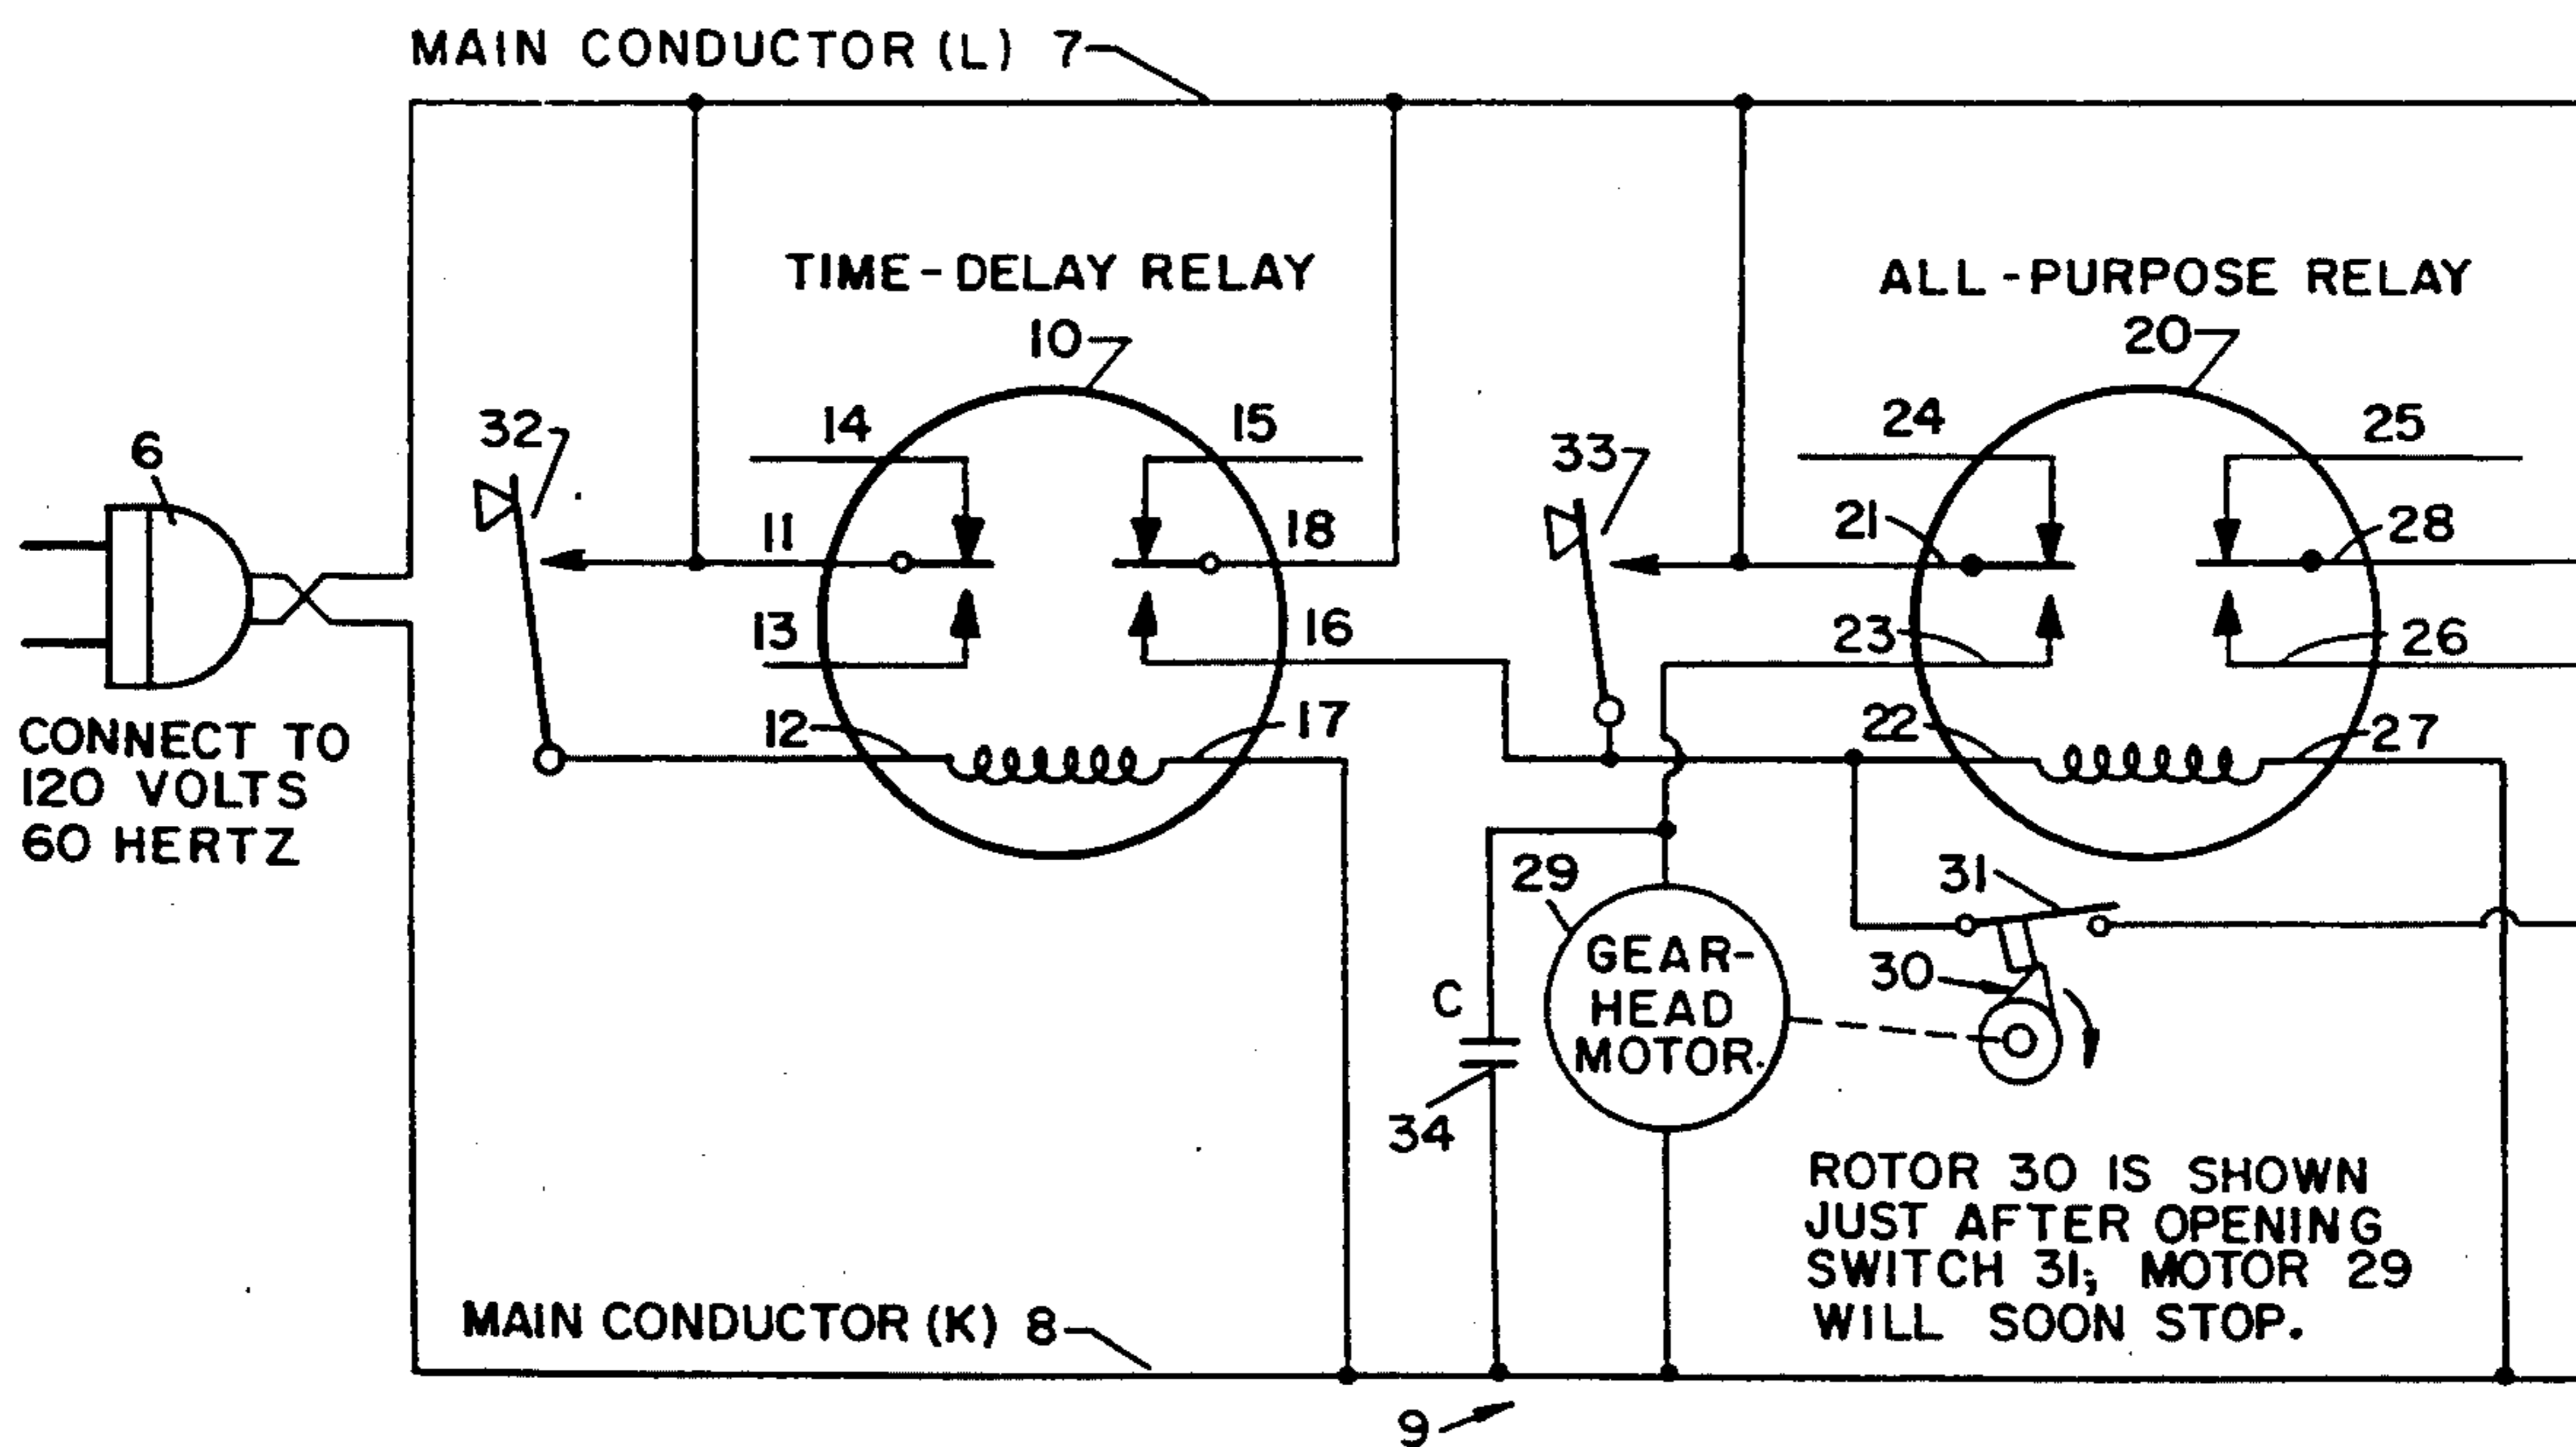 MAIN CONDUCTOR (L) 7
TIME-DELAY RELAY
10
ALL-PURPOSE RELAY
20
6
32
14
15
11
18
13
16
12
17
33
24
25
21
28
23
26
22
27
CONNECT TO
120 VOLTS
60 HERTZ
29
GEAR-
HEAD
MOTOR
C
34
31
30
ROTOR 30 IS SHOWN
JUST AFTER OPENING
SWITCH 31; MOTOR 29
WILL SOON STOP.
MAIN CONDUCTOR (K) 8
9